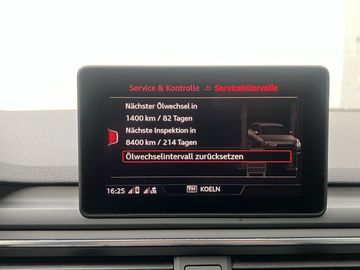 Service & Kontrolle Serviceintervalle
Nächster Ölwechsel in
1400 km / 82 Tagen
Nächste Inspektion in
8400 km / 214 Tagen
Ölwechselintervall zurücksetzen
16:25 KOELN